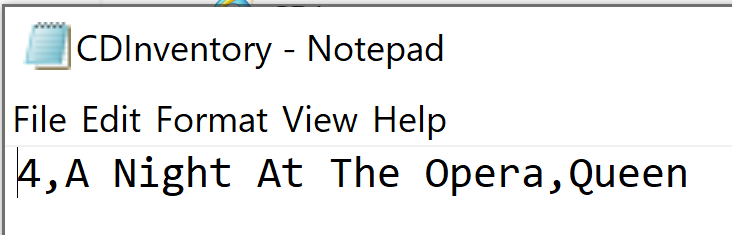 CDInventory - Notepad
File Edit Format View Help
4,A Night At The Opera,Queen